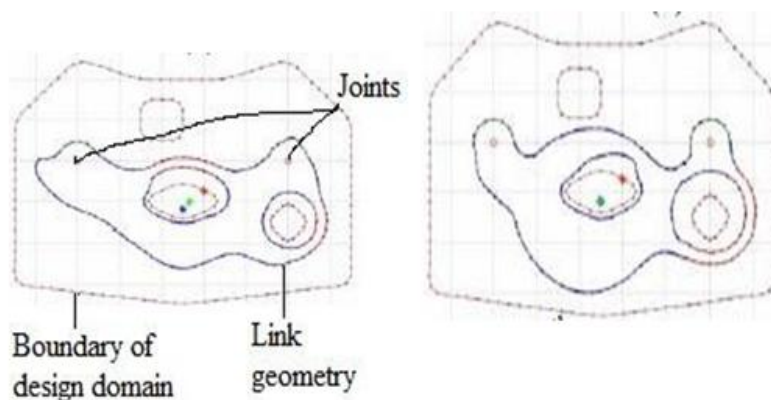 Joints
Boundary of
design domain
Link
geometry